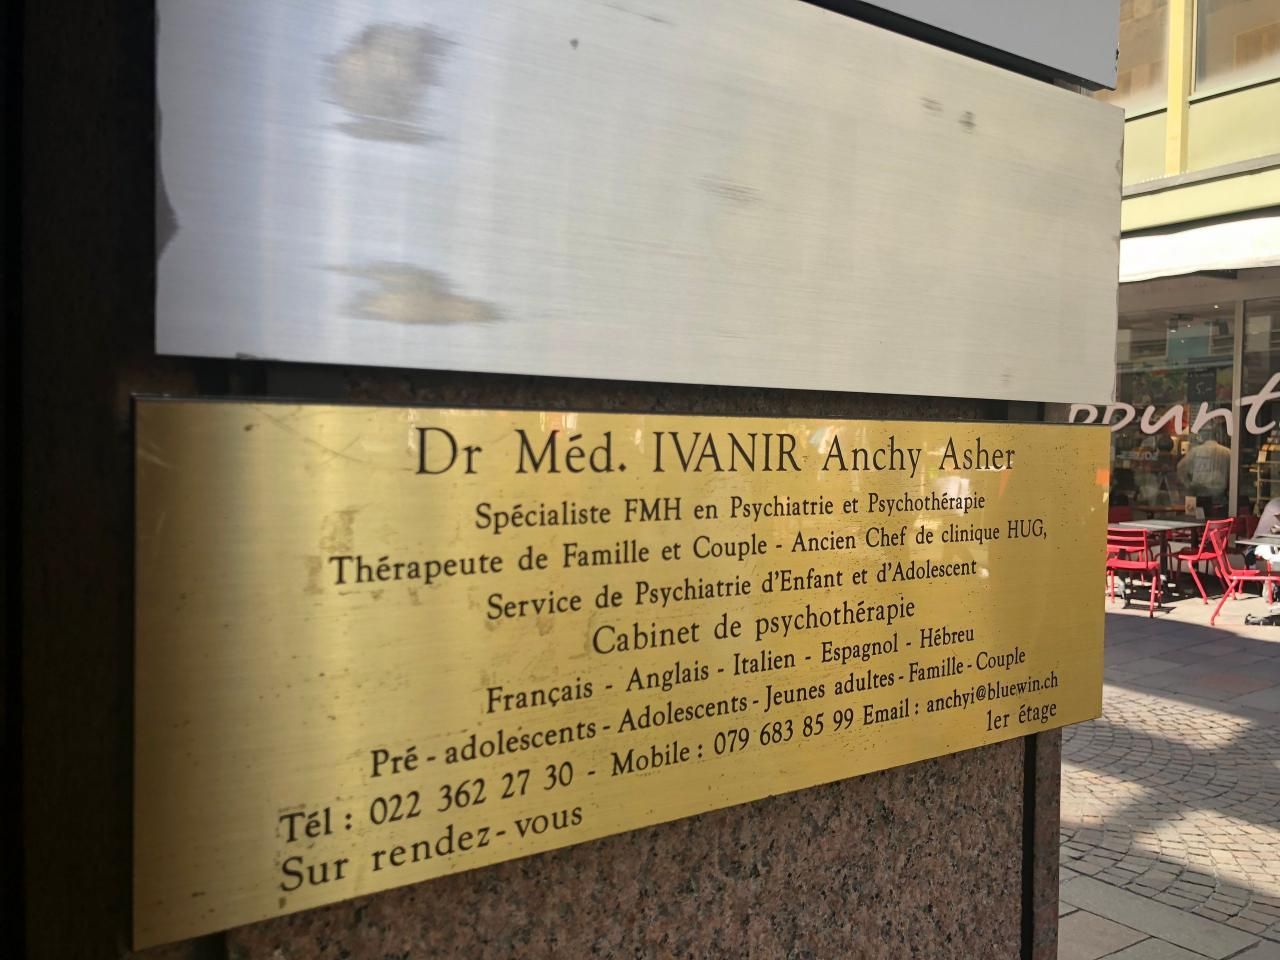 Dr Méd. IVANIR Anchy Asher
Spécialiste FMH en Psychiatrie et Psychothérapie
Thérapeute de Famille et Couple - Ancien Chef de clinique HUG,
Service de Psychiatrie d'Enfant et d'Adolescent
Cabinet de psychothérapie
Français - Anglais - Italien - Espagnol - Hébreu
Pré - adolescents - Adolescents - Jeunes adultes - Famille - Couple
Tél : 022 362 27 30 - Mobile : 079 683 85 99 Email : anchyi@bluewin.ch
Sur rendez-vous
1er étage